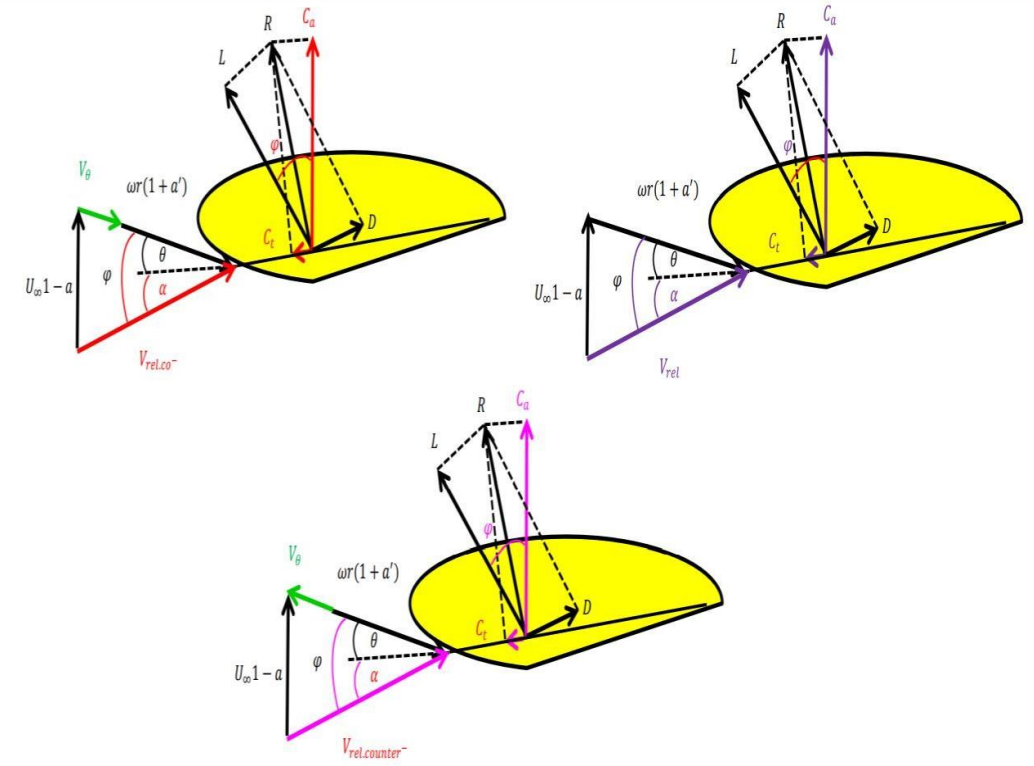 C_a
R
L
φ
V_θ
ωr(1+a′)
D
C_t
θ
φ
U_∞1−a
α
V_rel.co⁻
C_a
R
L
φ
ωr(1+a′)
D
C_t
θ
φ
U_∞1−a
α
V_rel
C_a
R
L
φ
V_θ
ωr(1+a′)
D
C_t
θ
φ
U_∞1−a
α
V_rel.counter⁻